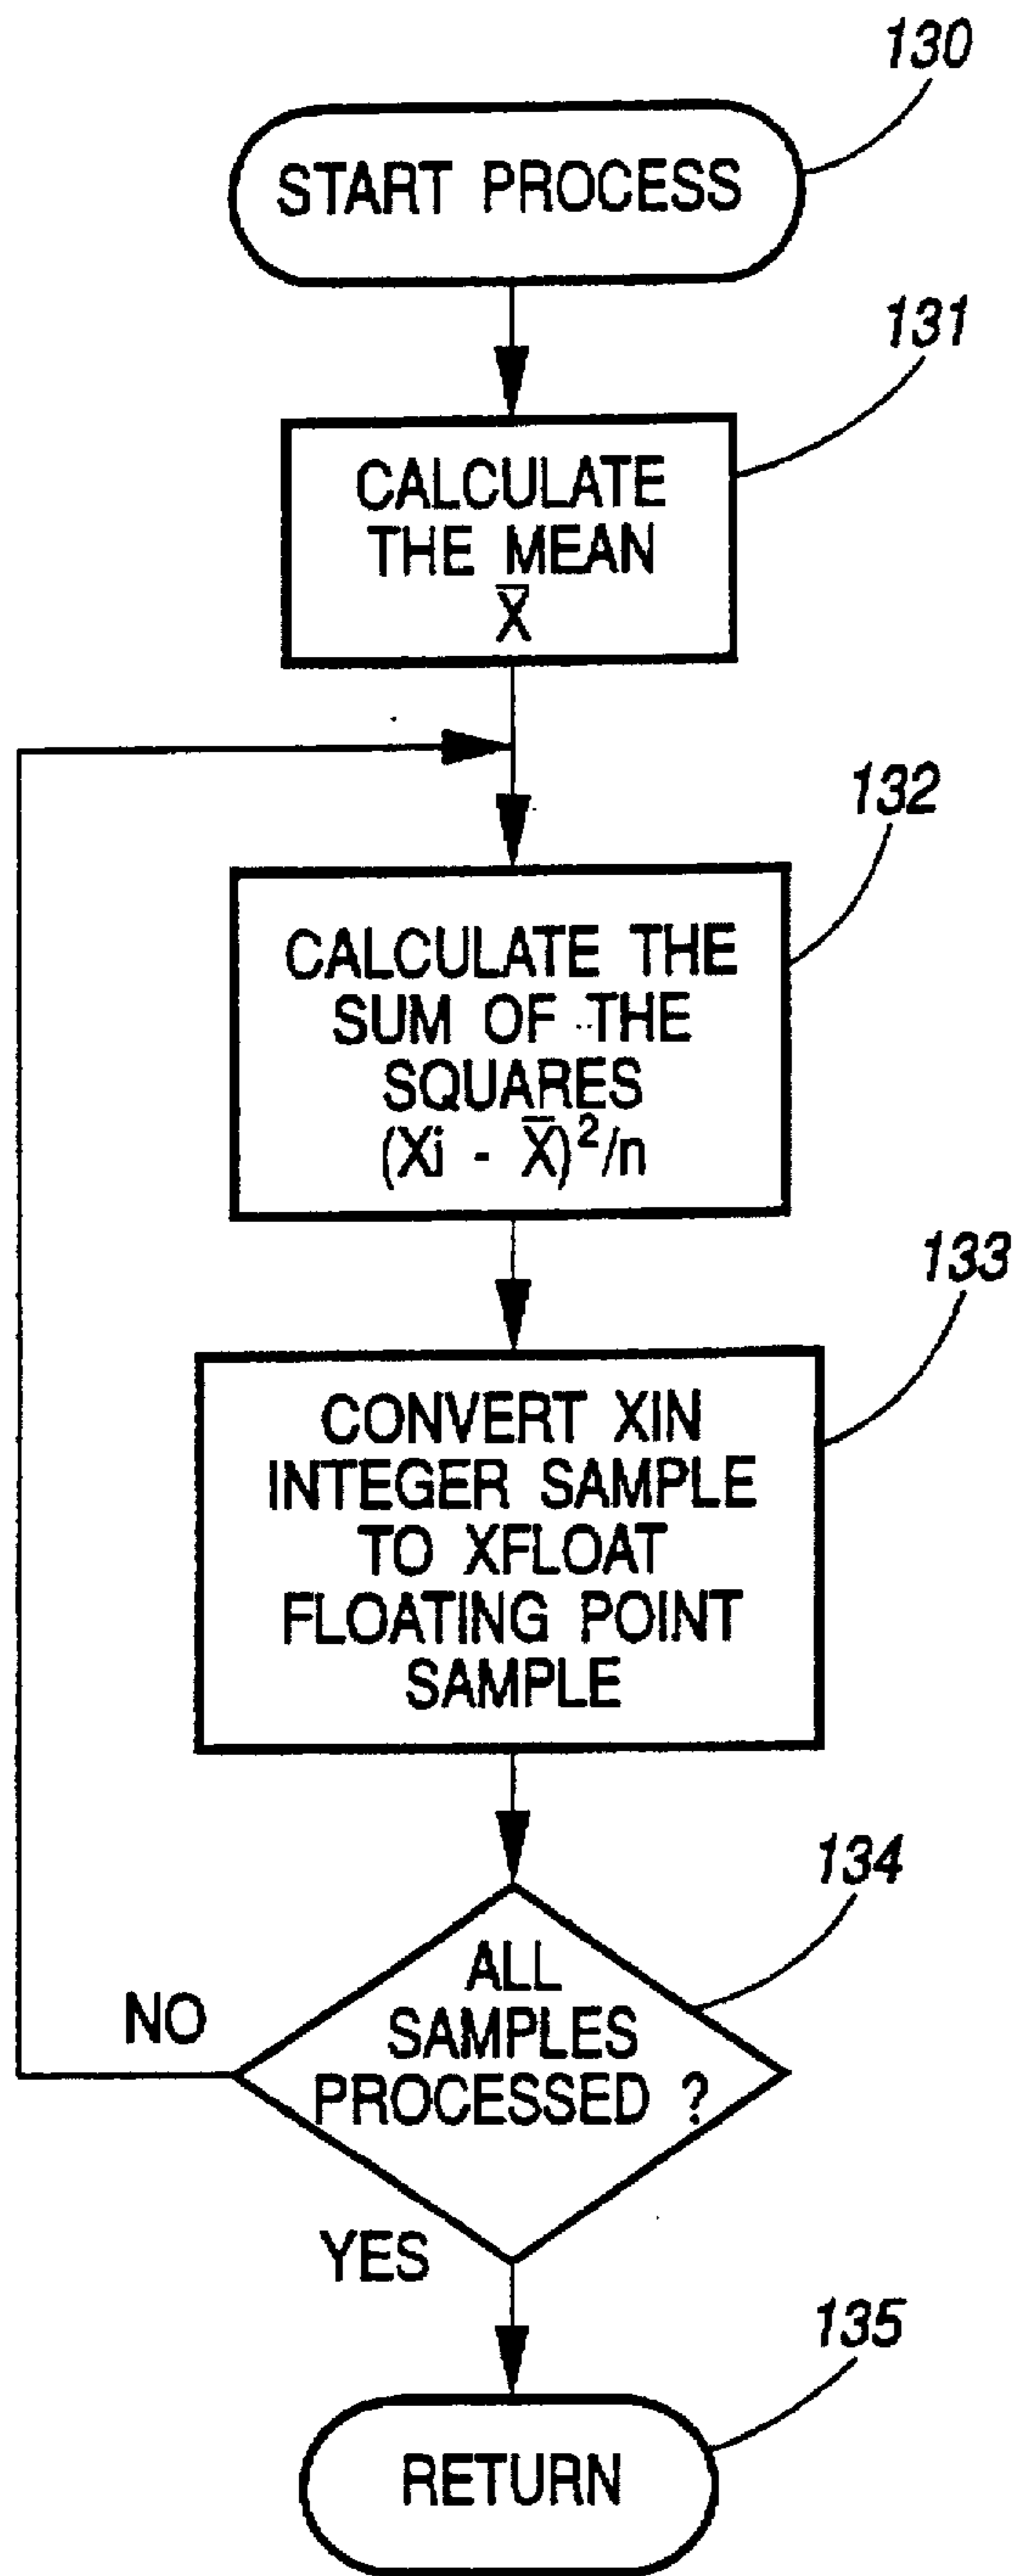 130
START PROCESS
131
CALCULATE
THE MEAN
X̅
132
CALCULATE THE
SUM OF THE
SQUARES
(Xi - X̅)²/n
133
CONVERT XIN
INTEGER SAMPLE
TO XFLOAT
FLOATING POINT
SAMPLE
134
ALL
SAMPLES
PROCESSED ?
NO
YES
135
RETURN